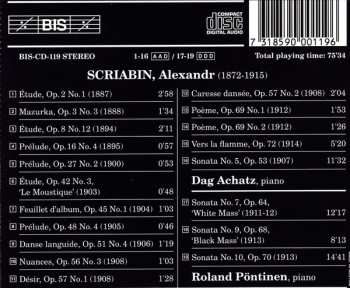 BIS
COMPACT
disc
DIGITAL AUDIO
7 318590 001196
BIS-CD-119 STEREO
1-16 AAD / 17-19 DDD
Total playing time: 75'34
SCRIABIN, Alexandr (1872-1915)
1 Étude, Op. 2 No. 1 (1887) 2'58
2 Mazurka, Op. 3 No. 3 (1888) 1'34
3 Étude, Op. 8 No. 12 (1894) 2'11
4 Prélude, Op. 16 No. 4 (1895) 0'57
5 Prélude, Op. 27 No. 2 (1900) 0'53
6 Étude, Op. 42 No. 3,
'Le Moustique' (1903) 0'48
7 Feuillet d'album, Op. 45 No. 1 (1904) 1'03
8 Prélude, Op. 48 No. 4 (1905) 0'46
9 Danse languide, Op. 51 No. 4 (1906) 1'19
10 Nuances, Op. 56 No. 3 (1908) 1'03
11 Désir, Op. 57 No. 1 (1908) 1'28
12 Caresse dansée, Op. 57 No. 2 (1908) 2'04
13 Poème, Op. 69 No. 1 (1912) 1'53
14 Poème, Op. 69 No. 2 (1912) 1'26
15 Vers la flamme, Op. 72 (1914) 5'20
16 Sonata No. 5, Op. 53 (1907) 11'32
Dag Achatz, piano
17 Sonata No. 7, Op. 64,
'White Mass' (1911-12) 12'17
18 Sonata No. 9, Op. 68,
'Black Mass' (1913) 8'13
19 Sonata No. 10, Op. 70 (1913) 14'41
Roland Pöntinen, piano